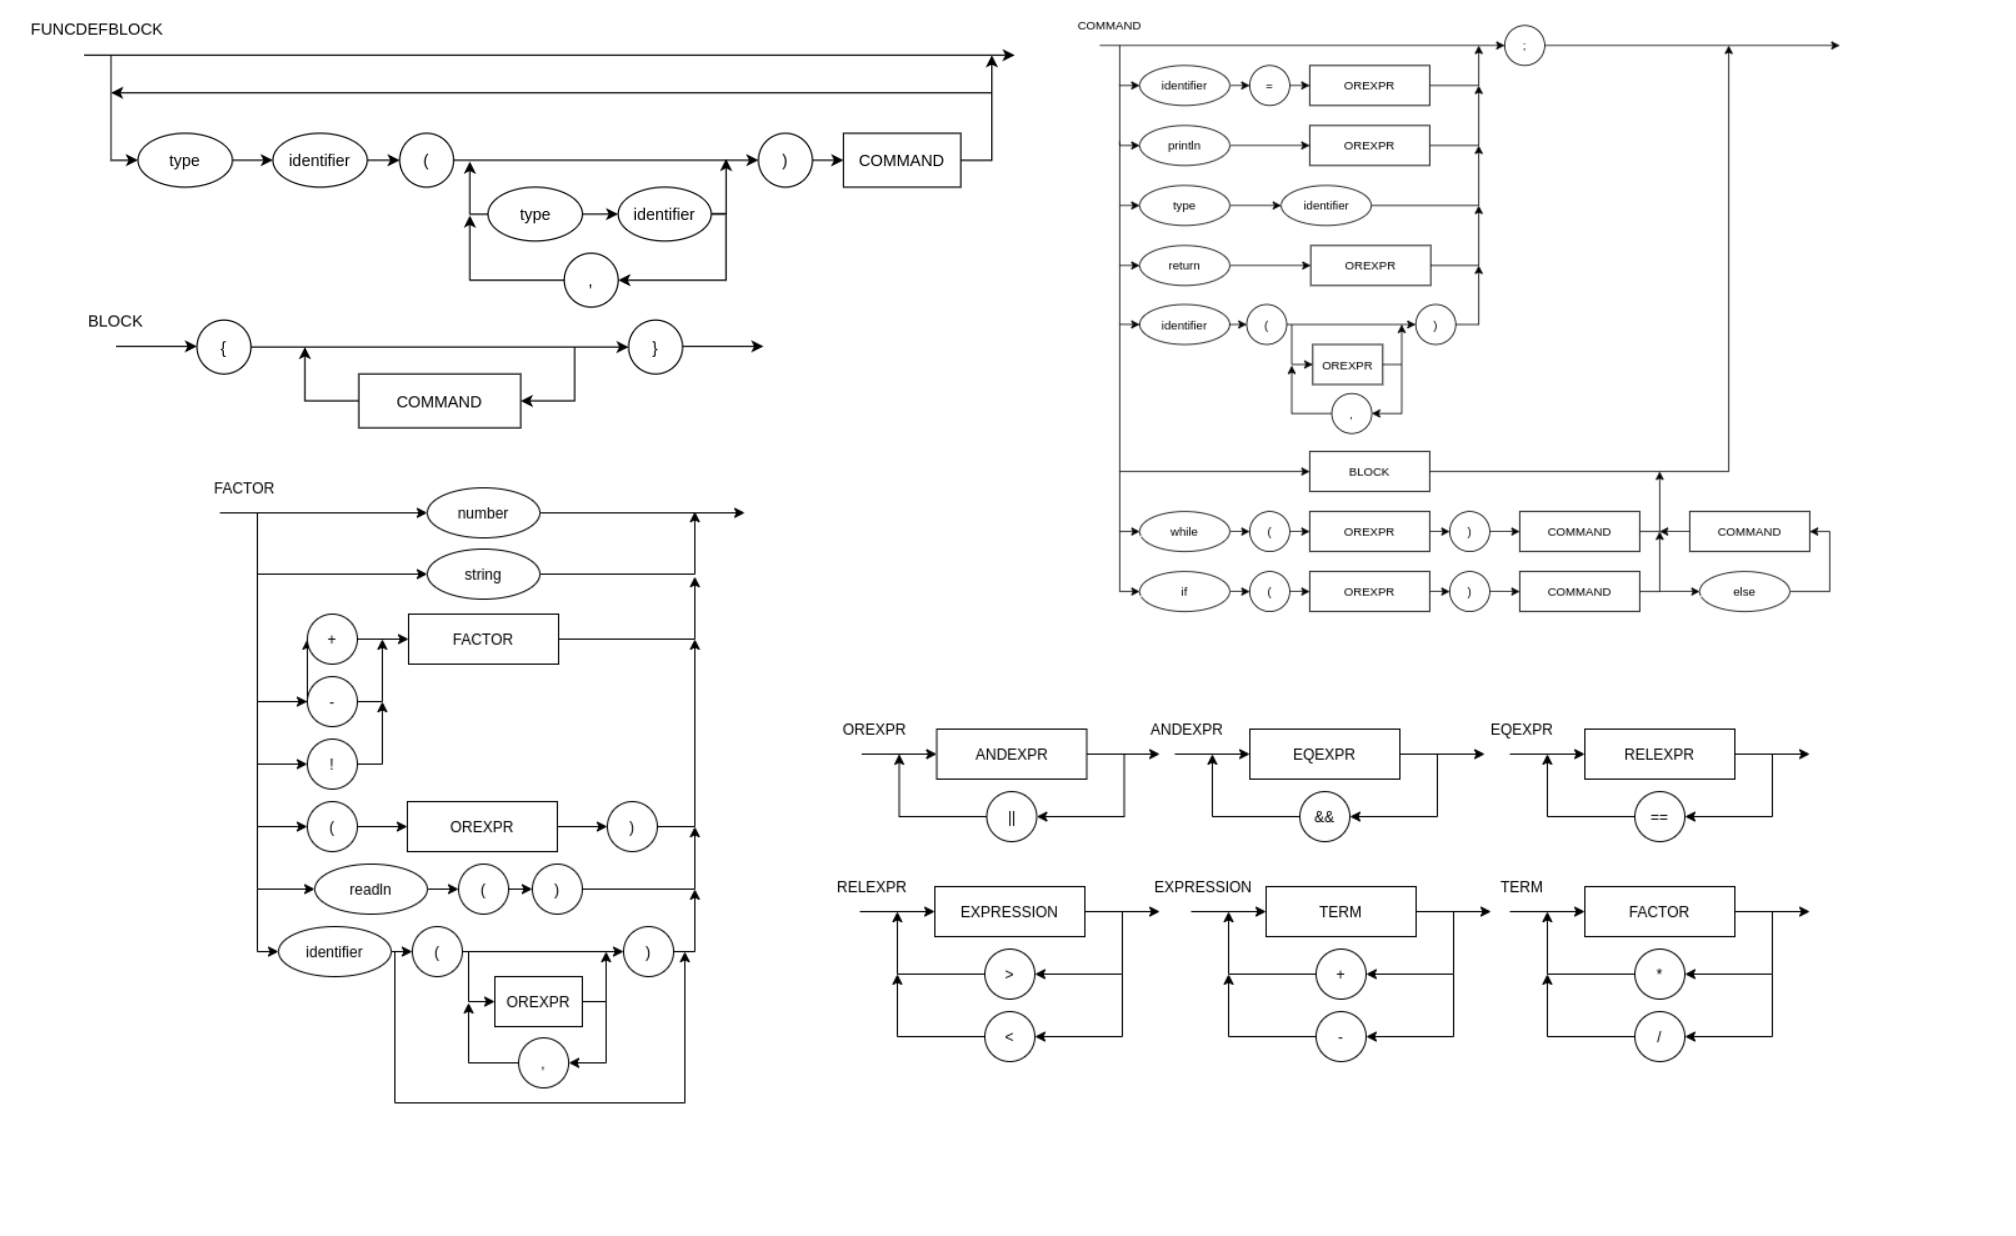 FUNCDEFBLOCK
type identifier ( ) COMMAND
type identifier
,
BLOCK
{ }
COMMAND
COMMAND
;
identifier = OREXPR
println OREXPR
type identifier
return OREXPR
identifier ( )
OREXPR
,
BLOCK
while ( OREXPR ) COMMAND COMMAND
if ( OREXPR ) COMMAND else
FACTOR
number
string
+ FACTOR
-
!
( OREXPR )
readln ( )
identifier ( )
OREXPR
,
OREXPR
ANDEXPR
||
ANDEXPR
EQEXPR
&&
EQEXPR
RELEXPR
==
RELEXPR
EXPRESSION
>
<
EXPRESSION
TERM
+
-
TERM
FACTOR
*
/